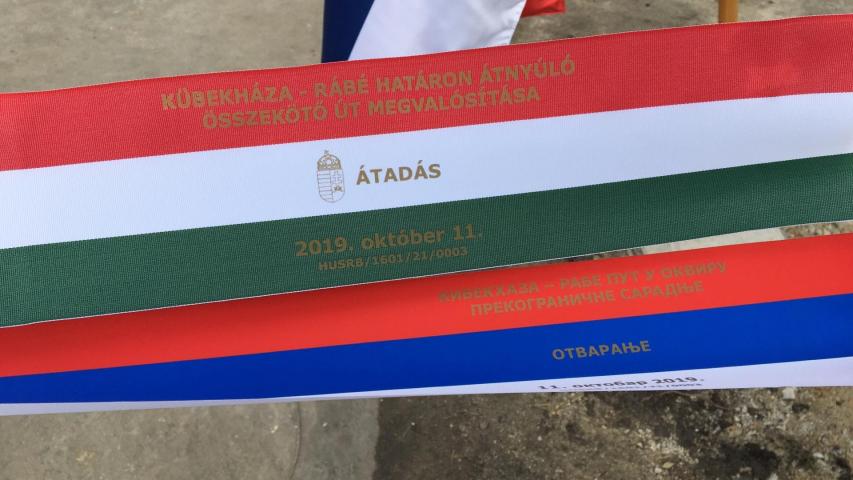 KÜBEKHÁZA - RÁBÉ HATÁRON ÁTNYÚLÓ
ÖSSZEKÖTŐ ÚT MEGVALÓSÍTÁSA
ÁTADÁS
2019. október 11.
HUSRB/1601/21/0003
КИБЕКХАЗА – РАБЕ ПУТ У ОКВИРУ
ПРЕКОГРАНИЧНЕ САРАДЊЕ
ОТВАРАЊЕ
11. октобар 2019.